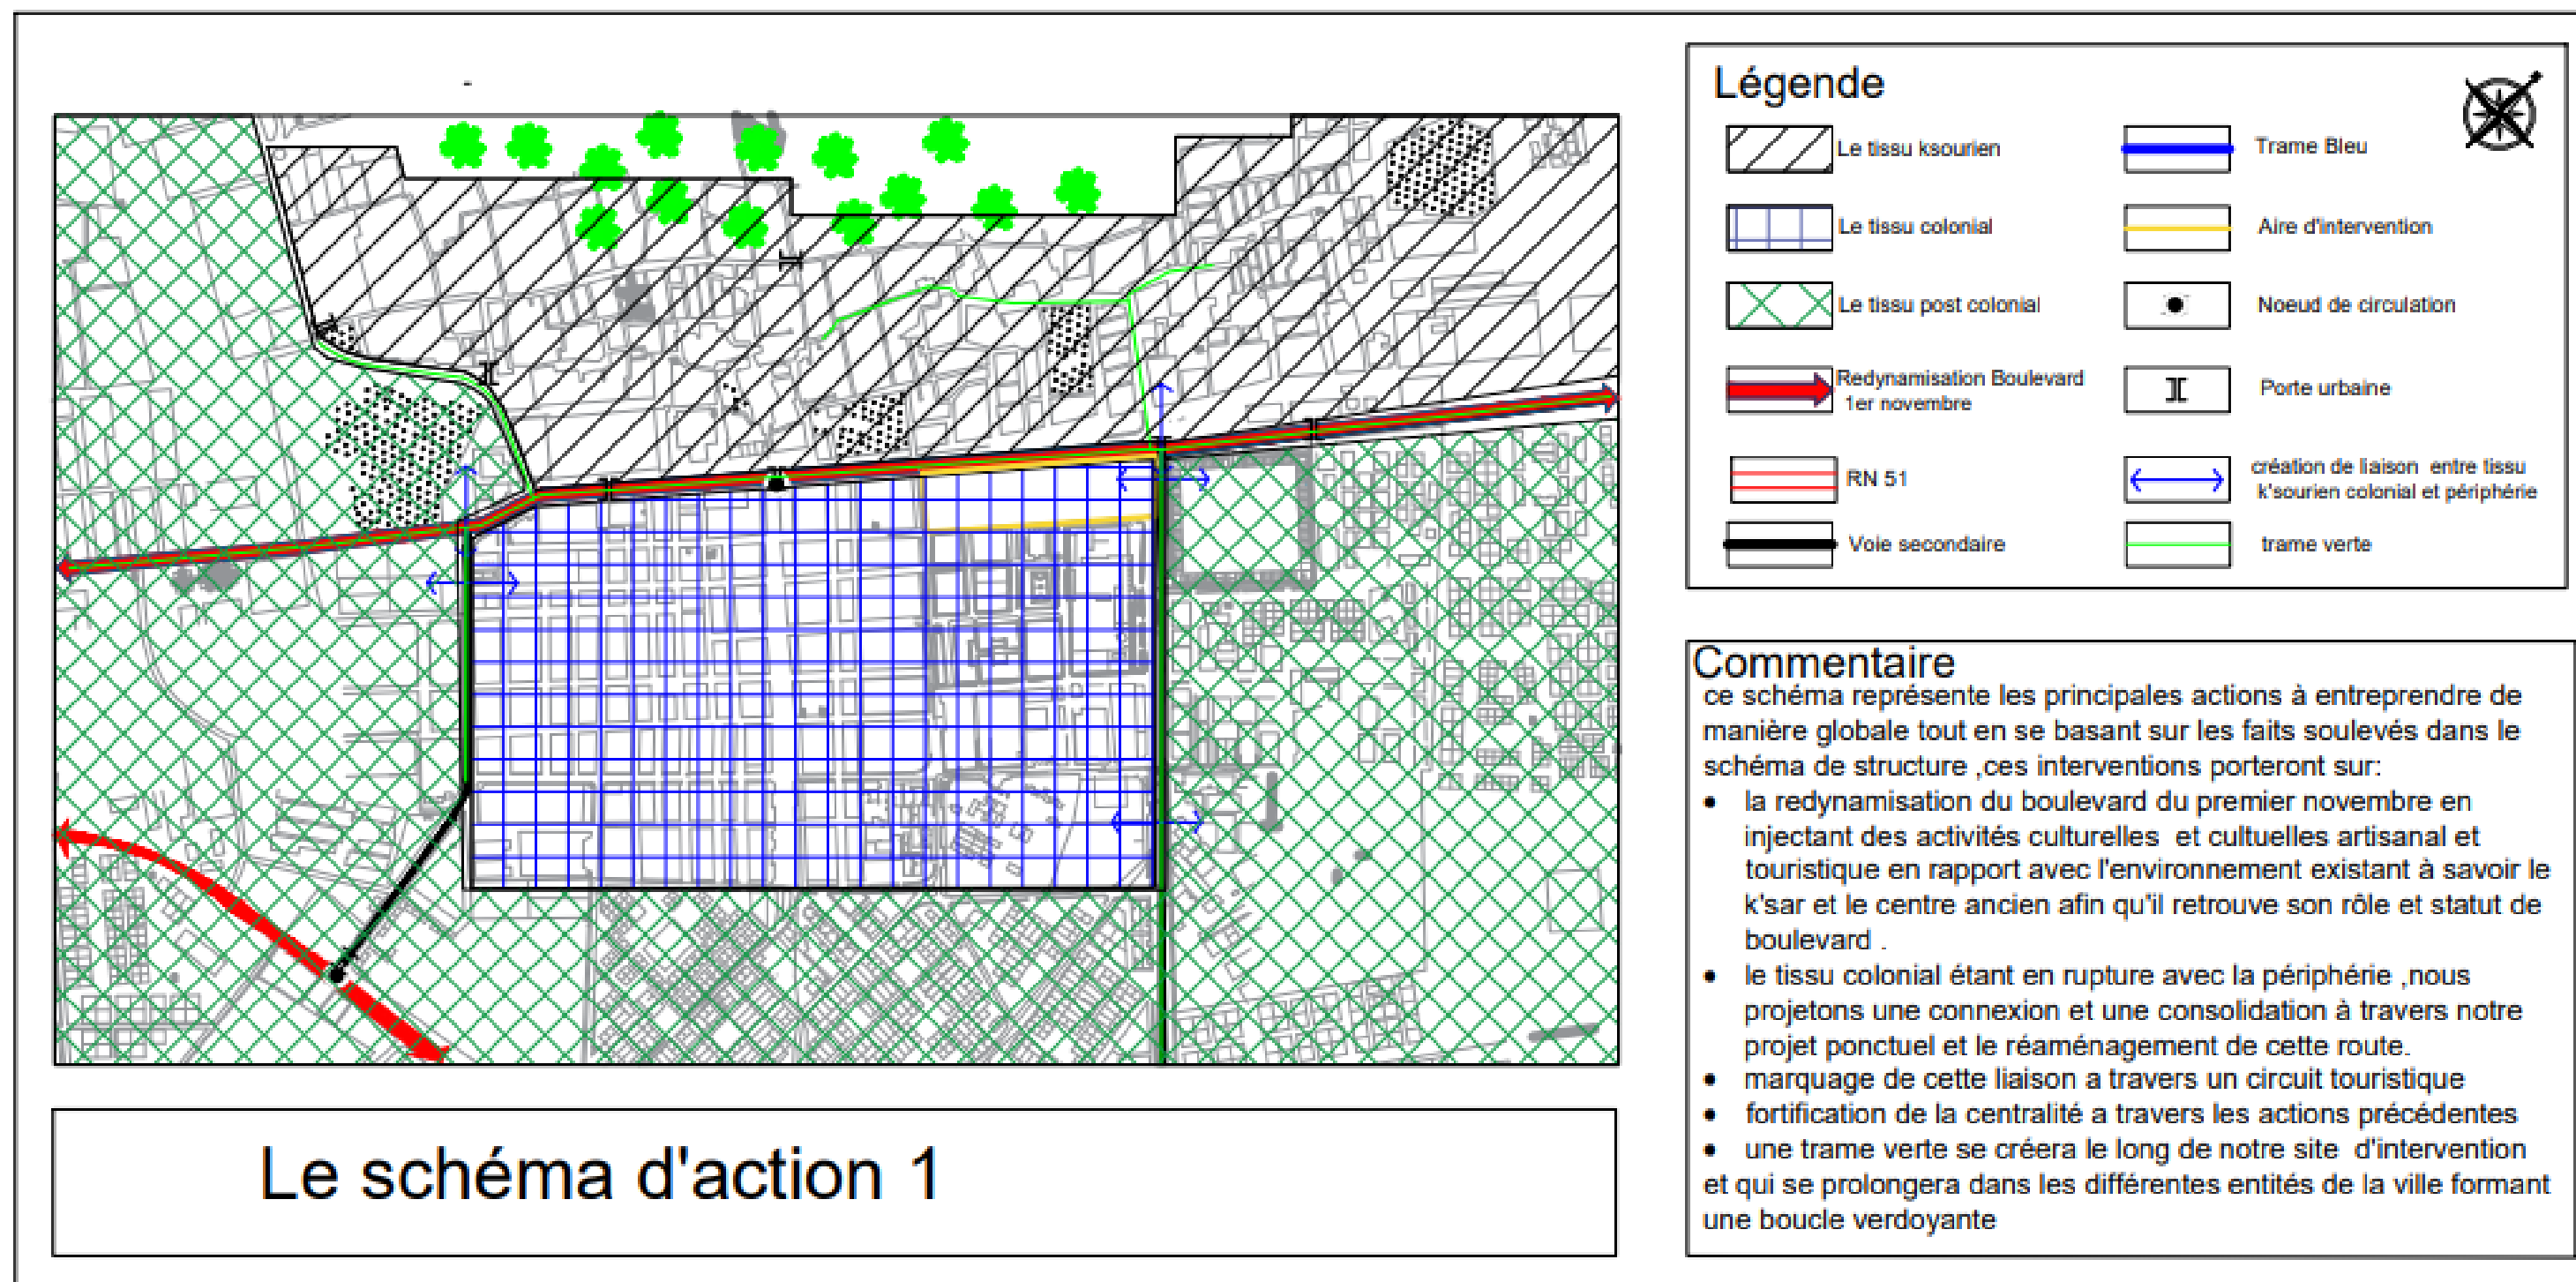 Légende
Le tissu ksourien
Trame Bleu
Le tissu colonial
Aire d'intervention
Le tissu post colonial
Noeud de circulation
Redynamisation Boulevard
1er novembre
Porte urbaine
RN 51
création de liaison entre tissu
k'sourien colonial et périphérie
Voie secondaire
trame verte
Commentaire
ce schéma représente les principales actions à entreprendre de
manière globale tout en se basant sur les faits soulevés dans le
schéma de structure ,ces interventions porteront sur:
• la redynamisation du boulevard du premier novembre en
injectant des activités culturelles et cultuelles artisanal et
touristique en rapport avec l'environnement existant à savoir le
k'sar et le centre ancien afin qu'il retrouve son rôle et statut de
boulevard .
• le tissu colonial étant en rupture avec la périphérie ,nous
projetons une connexion et une consolidation à travers notre
projet ponctuel et le réaménagement de cette route.
• marquage de cette liaison a travers un circuit touristique
• fortification de la centralité a travers les actions précédentes
• une trame verte se créera le long de notre site d'intervention
et qui se prolongera dans les différentes entités de la ville formant
une boucle verdoyante
Le schéma d'action 1